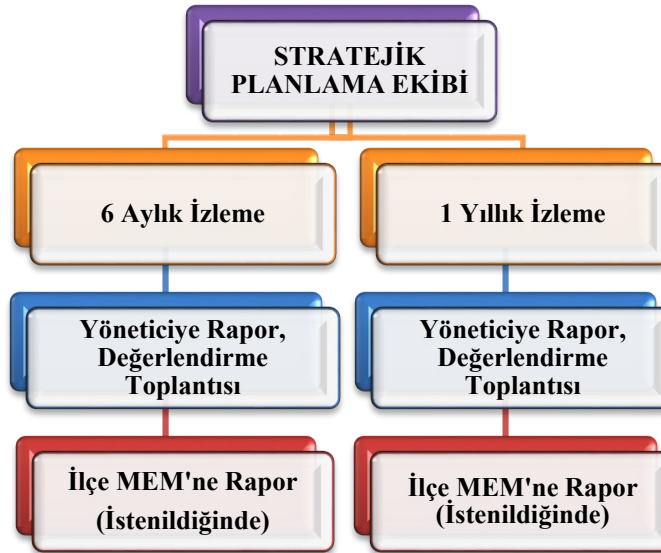 STRATEJİK
PLANLAMA EKİBİ
6 Aylık İzleme
1 Yıllık İzleme
Yöneticiye Rapor,
Değerlendirme
Toplantısı
Yöneticiye Rapor,
Değerlendirme
Toplantısı
İlçe MEM'ne Rapor
(İstenildiğinde)
İlçe MEM'ne Rapor
(İstenildiğinde)